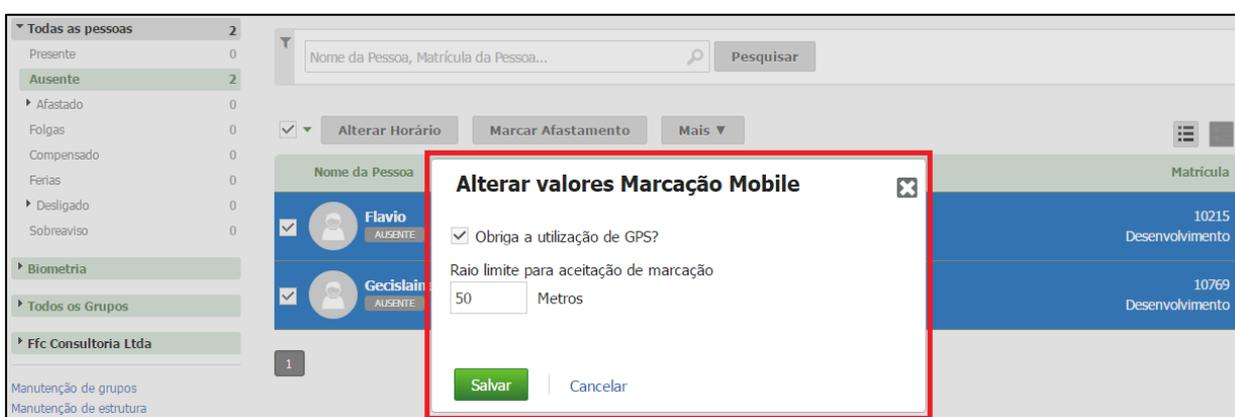 Todas as pessoas 2
Presente 0
Ausente 2
Afastado 0
Folgas 0
Compensado 0
Ferias 0
Desligado 0
Sobreaviso 0
Biometria
Todos os Grupos
Ffc Consultoria Ltda
Manutenção de grupos
Manutenção de estrutura
Nome da Pessoa, Matrícula da Pessoa...
Pesquisar
Alterar Horário Marcar Afastamento Mais ▼
Nome da Pessoa Matrícula
Flavio 10215
AUSENTE Desenvolvimento
Gecislain 10769
AUSENTE Desenvolvimento
1
Alterar valores Marcação Mobile
Obriga a utilização de GPS?
Raio limite para aceitação de marcação
50 Metros
Salvar Cancelar